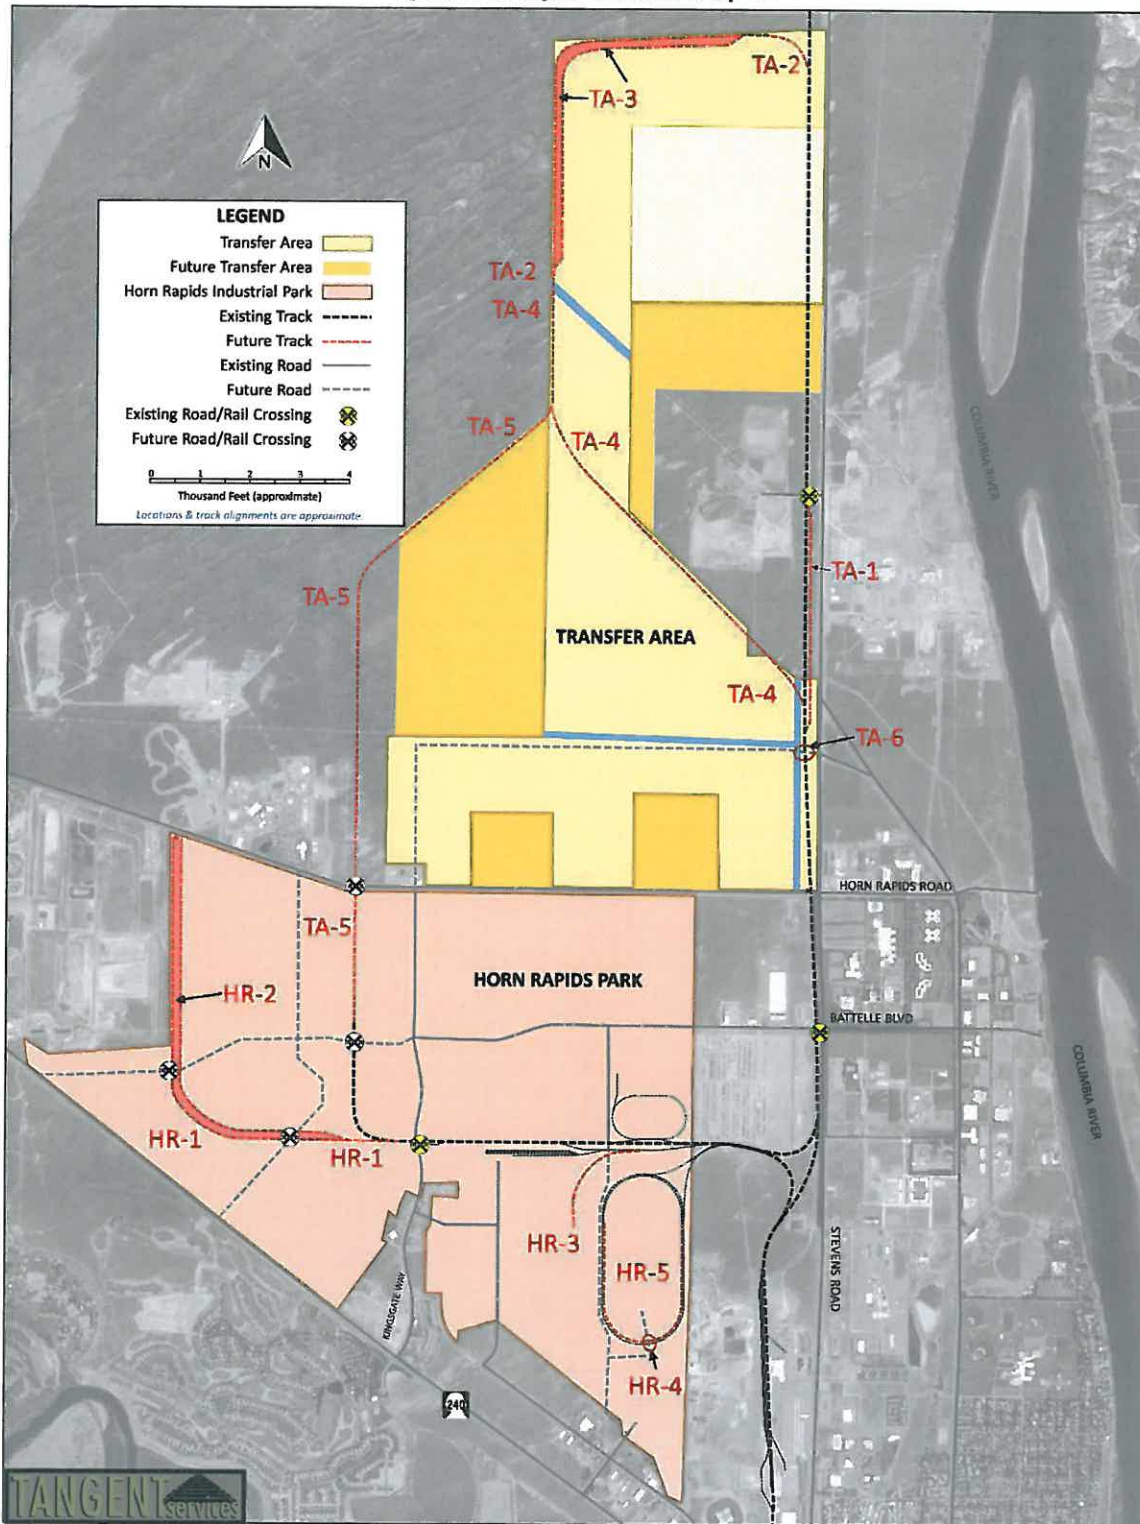 TA-2
TA-3
N
LEGEND
Transfer Area
Future Transfer Area
Horn Rapids Industrial Park
Existing Track
Future Track
Existing Road
Future Road
Existing Road/Rail Crossing
Future Road/Rail Crossing
0 1 2 3 4
Thousand Feet (approximate)
Locations & track alignments are approximate
TA-2
TA-4
TA-5
TA-4
COLUMBIA RIVER
TA-1
TA-5
TRANSFER AREA
TA-4
TA-6
HORN RAPIDS ROAD
TA-5
HORN RAPIDS PARK
HR-2
BATTELLE BLVD
COLUMBIA RIVER
HR-1
HR-1
HR-3
HR-5
STEVENS ROAD
KINGSGATE WAY
HR-4
240
TANGENT services